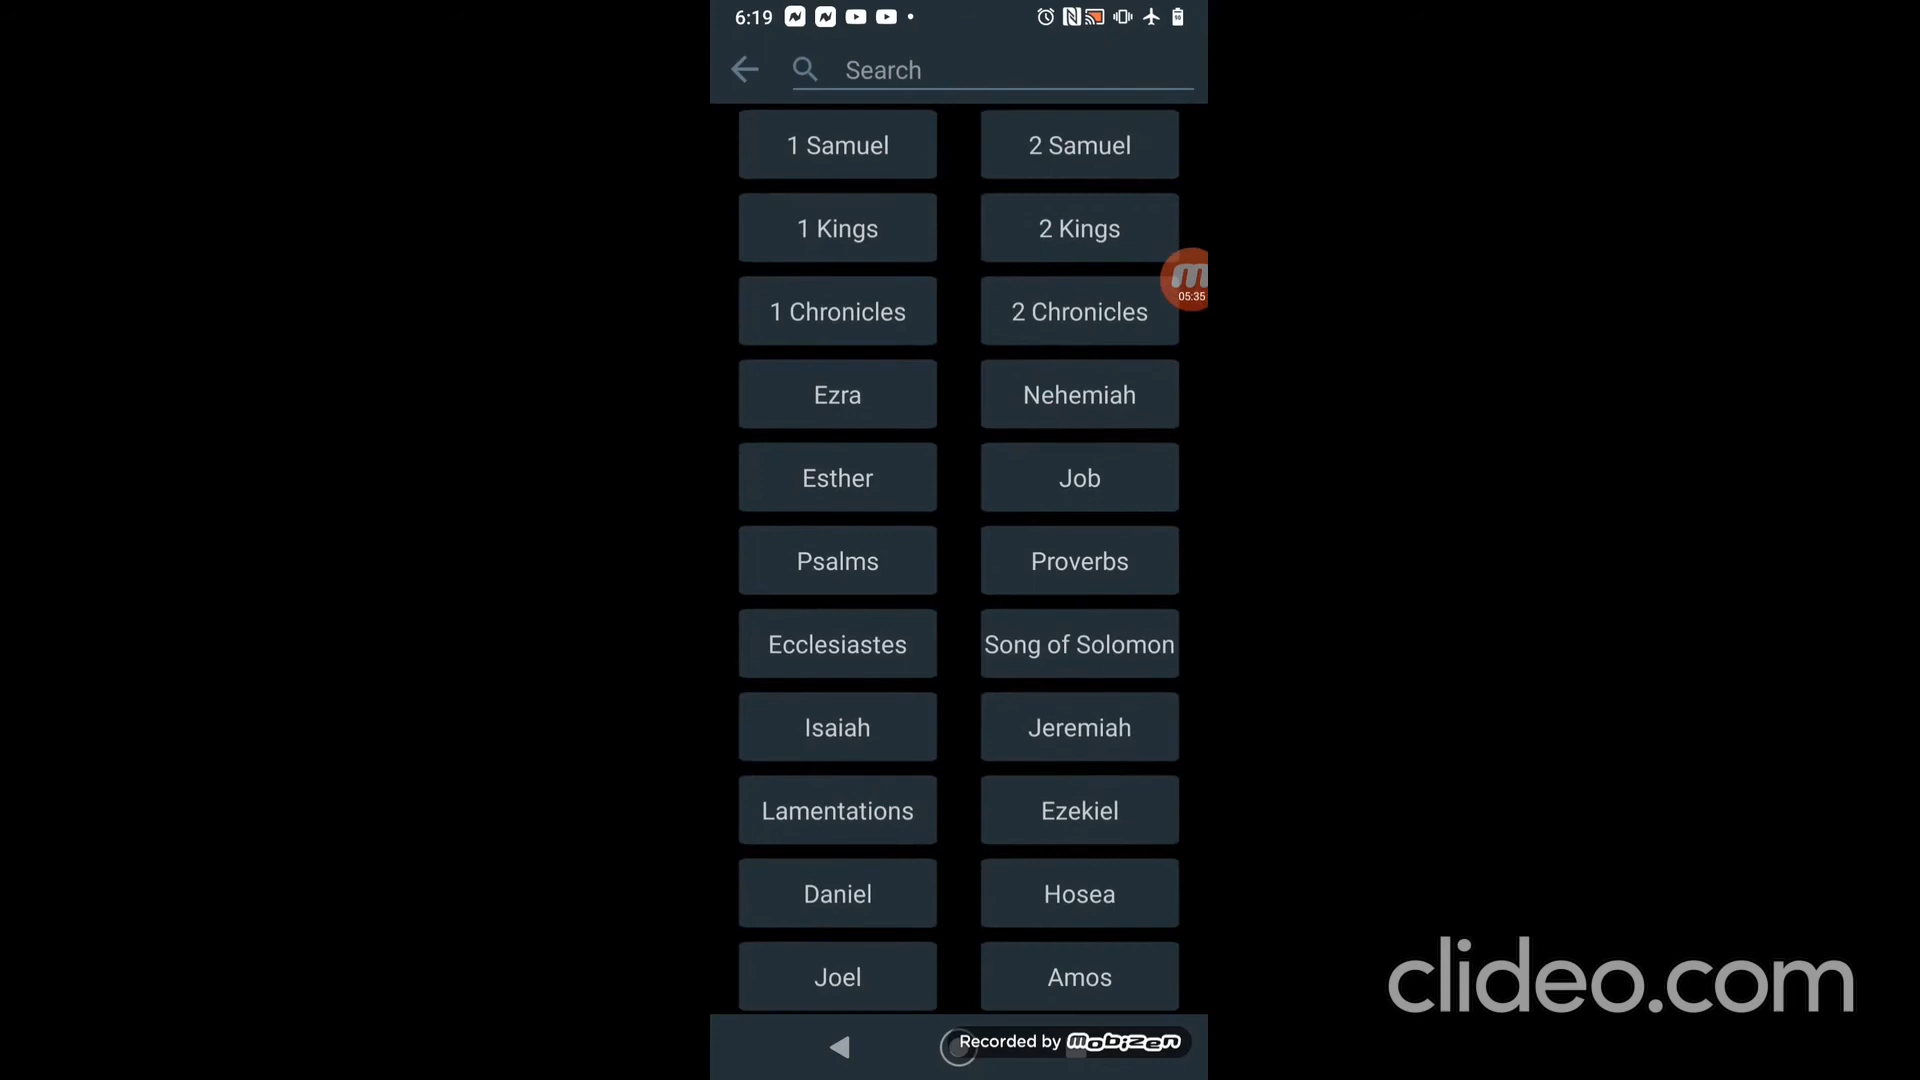 6:19
Search
1 Samuel
2 Samuel
1 Kings
2 Kings
05:35
1 Chronicles
2 Chronicles
Ezra
Nehemiah
Esther
Job
Psalms
Proverbs
Ecclesiastes
Song of Solomon
Isaiah
Jeremiah
Lamentations
Ezekiel
Daniel
Hosea
Joel
Amos
clideo.com
Recorded by mobizen